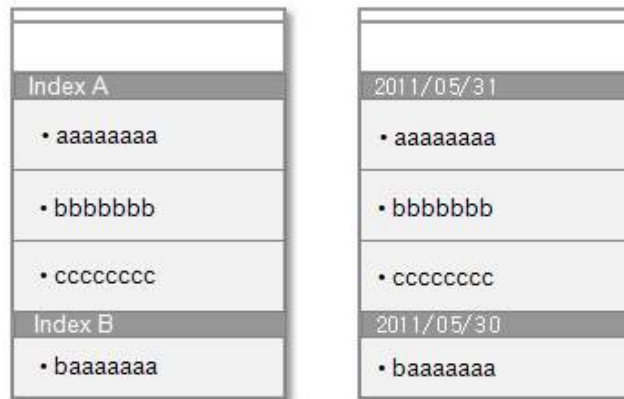 Index A
• aaaaaaaa
• bbbbbbb
• cccccccc
Index B
• baaaaaaa
2011/05/31
• aaaaaaaa
• bbbbbbb
• cccccccc
2011/05/30
• baaaaaaa